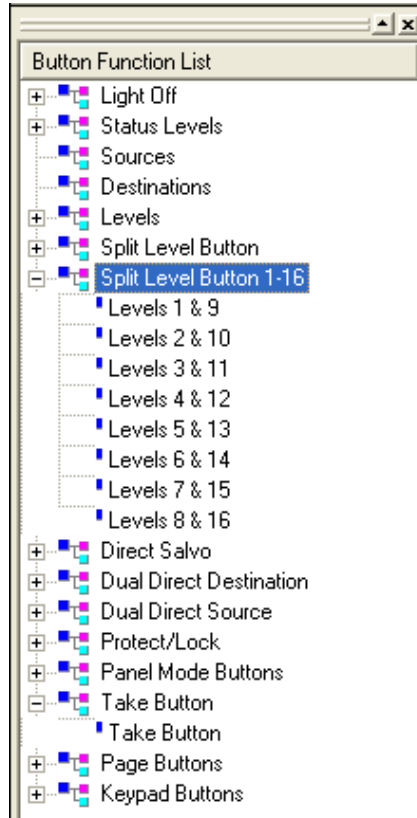 Button Function List
Light Off
Status Levels
Sources
Destinations
Levels
Split Level Button
Split Level Button 1-16
Levels 1 & 9
Levels 2 & 10
Levels 3 & 11
Levels 4 & 12
Levels 5 & 13
Levels 6 & 14
Levels 7 & 15
Levels 8 & 16
Direct Salvo
Dual Direct Destination
Dual Direct Source
Protect/Lock
Panel Mode Buttons
Take Button
Take Button
Page Buttons
Keypad Buttons